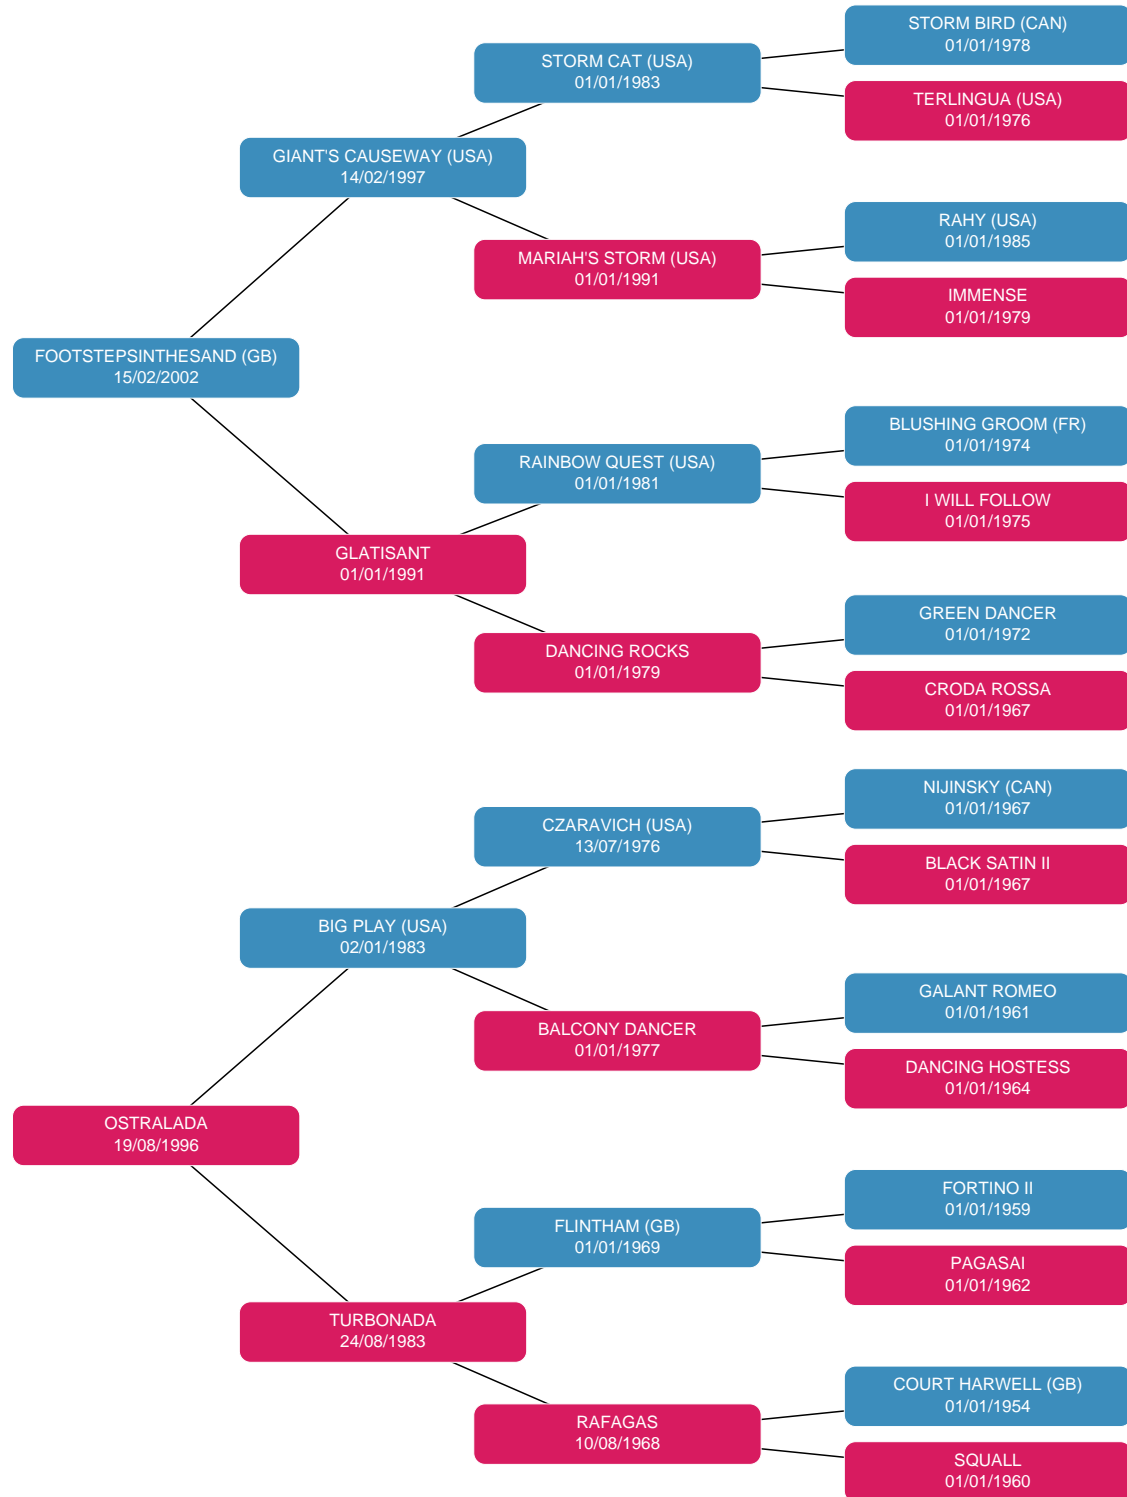 STORM BIRD (CAN)
01/01/1978
STORM CAT (USA)
01/01/1983
TERLINGUA (USA)
01/01/1976
GIANT'S CAUSEWAY (USA)
14/02/1997
RAHY (USA)
01/01/1985
MARIAH'S STORM (USA)
01/01/1991
IMMENSE
01/01/1979
FOOTSTEPSINTHESAND (GB)
15/02/2002
BLUSHING GROOM (FR)
01/01/1974
RAINBOW QUEST (USA)
01/01/1981
I WILL FOLLOW
01/01/1975
GLATISANT
01/01/1991
GREEN DANCER
01/01/1972
DANCING ROCKS
01/01/1979
CRODA ROSSA
01/01/1967
NIJINSKY (CAN)
01/01/1967
CZARAVICH (USA)
13/07/1976
BLACK SATIN II
01/01/1967
BIG PLAY (USA)
02/01/1983
GALANT ROMEO
01/01/1961
BALCONY DANCER
01/01/1977
DANCING HOSTESS
01/01/1964
OSTRALADA
19/08/1996
FORTINO II
01/01/1959
FLINTHAM (GB)
01/01/1969
PAGASAI
01/01/1962
TURBONADA
24/08/1983
COURT HARWELL (GB)
01/01/1954
RAFAGAS
10/08/1968
SQUALL
01/01/1960